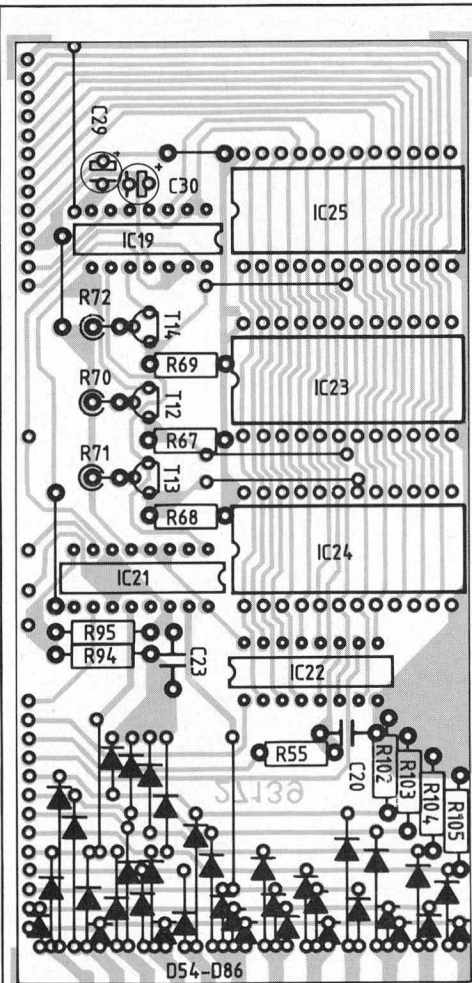 C29
C30
IC25
IC19
R72
T14
R69
IC23
R70
T12
R67
R71
T13
R68
IC24
IC21
R95
R94
C23
IC22
R55
C20
R102
R103
R104
R105
27139
D54-D86